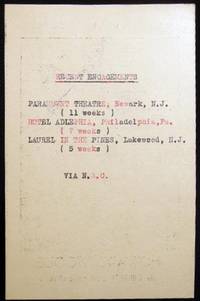 RECENT ENGAGEMENTS
PARAMOUNT THEATRE, Newark, N.J.
( 11 weeks )
HOTEL ADLEPHIA, Philadelphia, Pa.
( 7 weeks )
LAUREL IN THE PINES, Lakewood, N.J.
( 5 weeks )
VIA N.B.C.